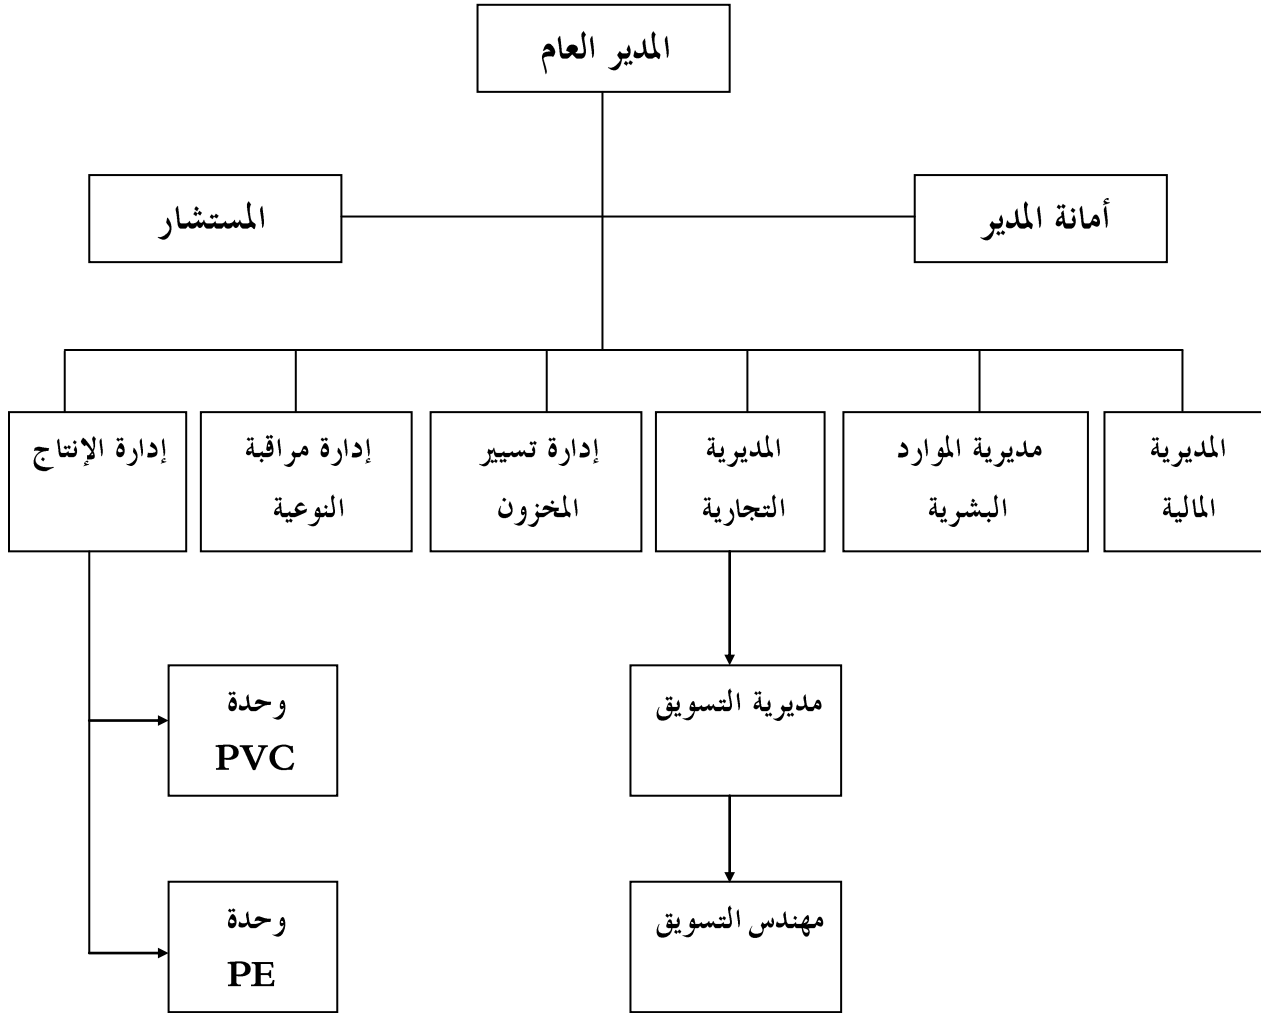 المدير العام
أمانة المدير
المستشار
المديرية
المالية
مديرية الموارد
البشرية
المديرية
التجارية
إدارة تسيير
المخزون
إدارة مراقبة
النوعية
إدارة الإنتاج
مديرية التسويق
وحدة
PVC
مهندس التسويق
وحدة
PE